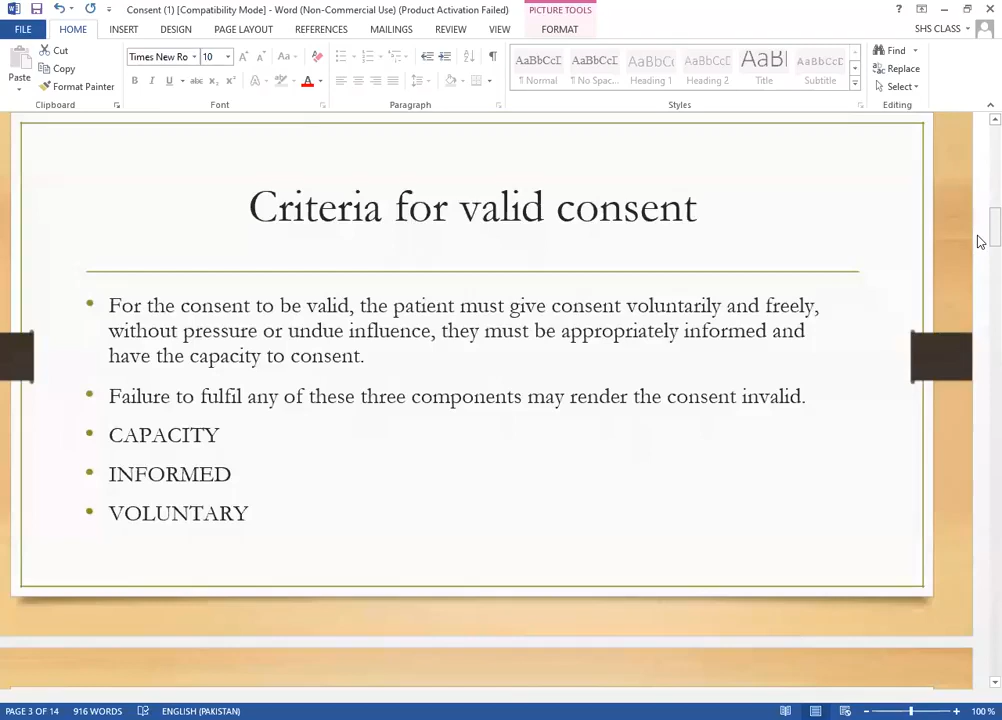 Consent (1) [Compatibility Mode] - Word (Non-Commercial Use) (Product Activation Failed)
PICTURE TOOLS
FILE HOME INSERT DESIGN PAGE LAYOUT REFERENCES MAILINGS REVIEW VIEW FORMAT SHS CLASS
Paste
Cut
Copy
Format Painter
Clipboard
Times New Ro 10
Font
Paragraph
AaBbCcDc AaBbCcDc AaBbCc AaBbCcD AaBl AaBbCcD
¶ Normal ¶ No Spac... Heading 1 Heading 2 Title Subtitle
Styles
Find
Replace
Select
Editing
Criteria for valid consent
• For the consent to be valid, the patient must give consent voluntarily and freely,
without pressure or undue influence, they must be appropriately informed and
have the capacity to consent.
• Failure to fulfil any of these three components may render the consent invalid.
• CAPACITY
• INFORMED
• VOLUNTARY
PAGE 3 OF 14 916 WORDS ENGLISH (PAKISTAN) 100 %